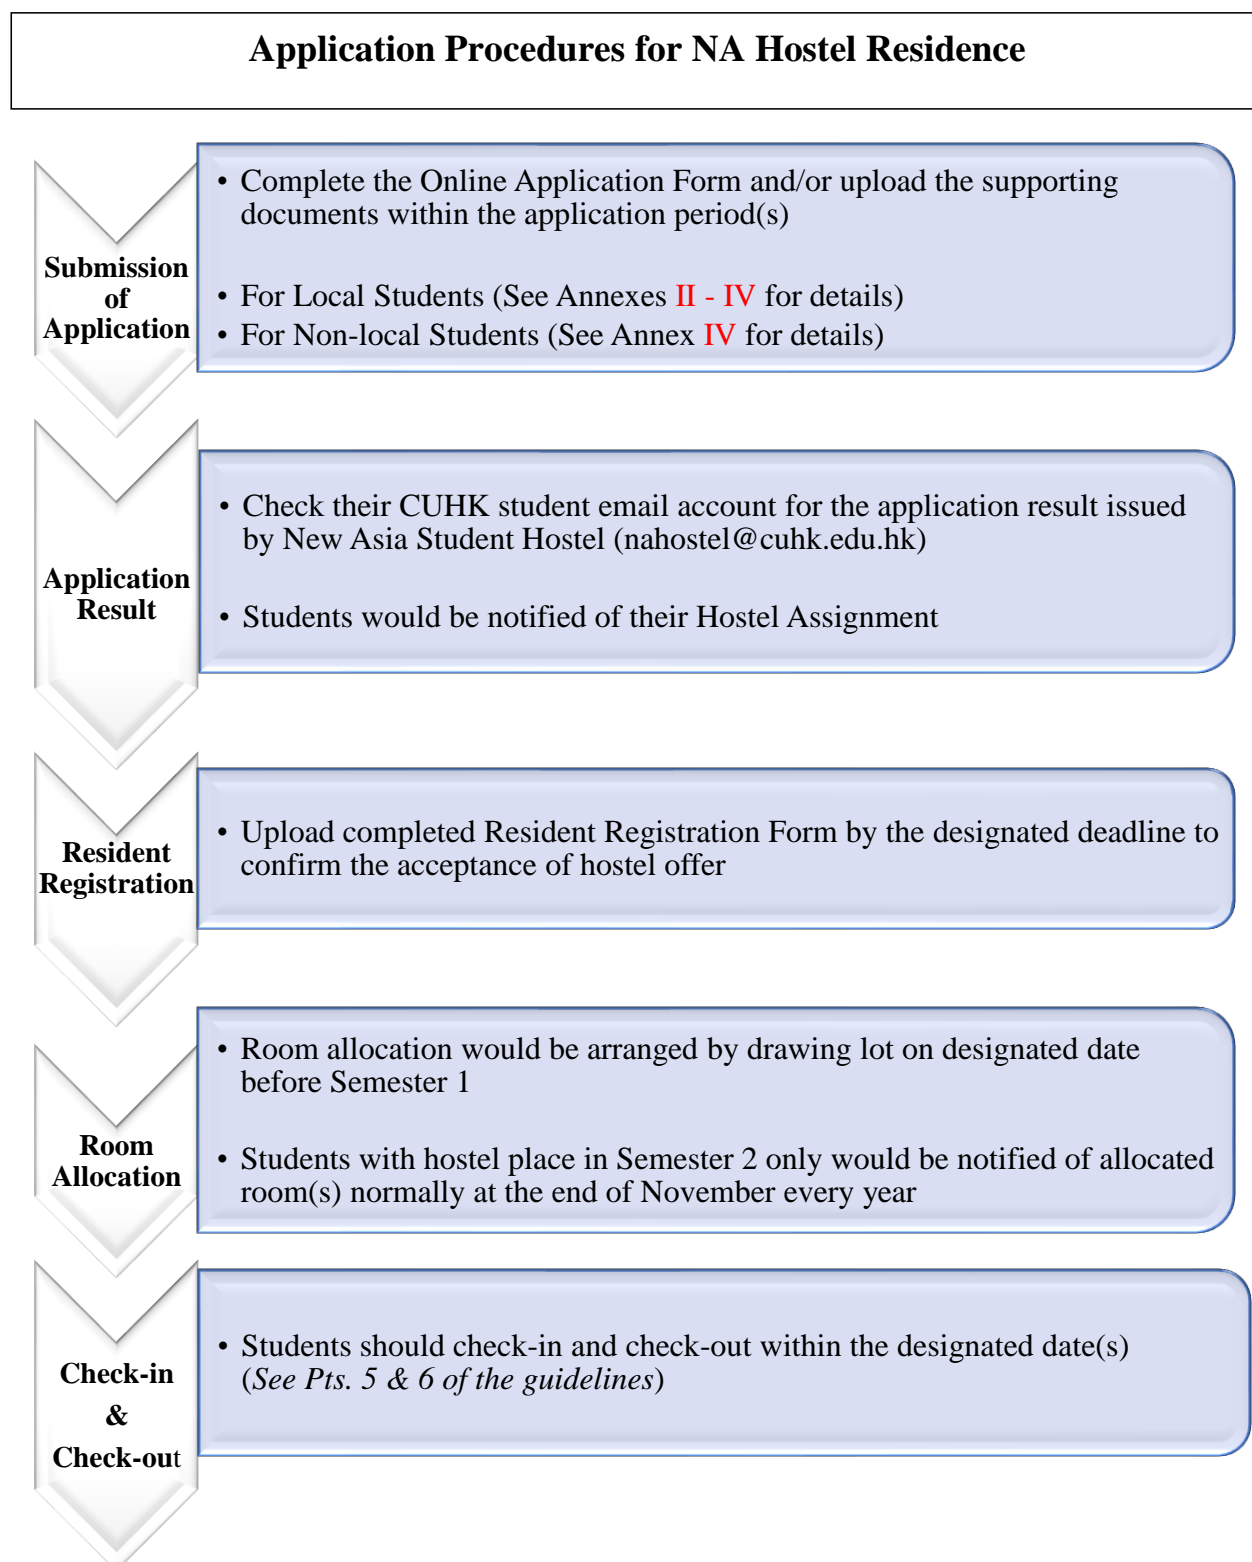 Application Procedures for NA Hostel Residence
Submission
of
Application
• Complete the Online Application Form and/or upload the supporting
documents within the application period(s)
• For Local Students (See Annexes II - IV for details)
• For Non-local Students (See Annex IV for details)
Application
Result
• Check their CUHK student email account for the application result issued
by New Asia Student Hostel (nahostel@cuhk.edu.hk)
• Students would be notified of their Hostel Assignment
Resident
Registration
• Upload completed Resident Registration Form by the designated deadline to
confirm the acceptance of hostel offer
Room
Allocation
• Room allocation would be arranged by drawing lot on designated date
before Semester 1
• Students with hostel place in Semester 2 only would be notified of allocated
room(s) normally at the end of November every year
Check-in
&
Check-out
• Students should check-in and check-out within the designated date(s)
(See Pts. 5 & 6 of the guidelines)